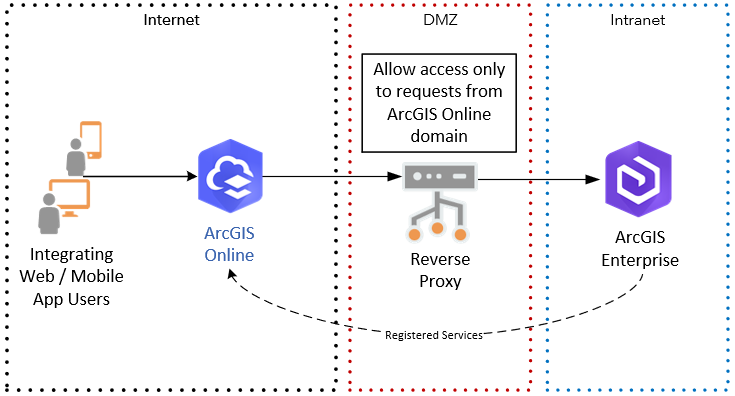 Internet
DMZ
Intranet
Allow access only
to requests from
ArcGIS Online
domain
Integrating
Web / Mobile
App Users
ArcGIS
Online
Reverse
Proxy
ArcGIS
Enterprise
Registered Services